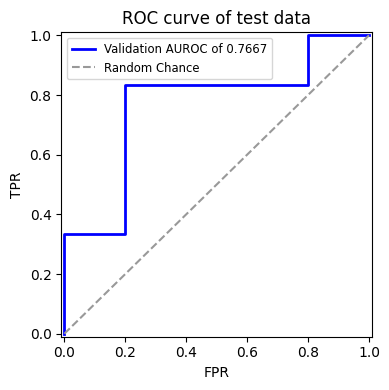 ROC curve of test data
Validation AUROC of 0.7667
Random Chance
1.0
0.8
0.6
0.4
0.2
0.0
TPR
0.0 0.2 0.4 0.6 0.8 1.0
FPR